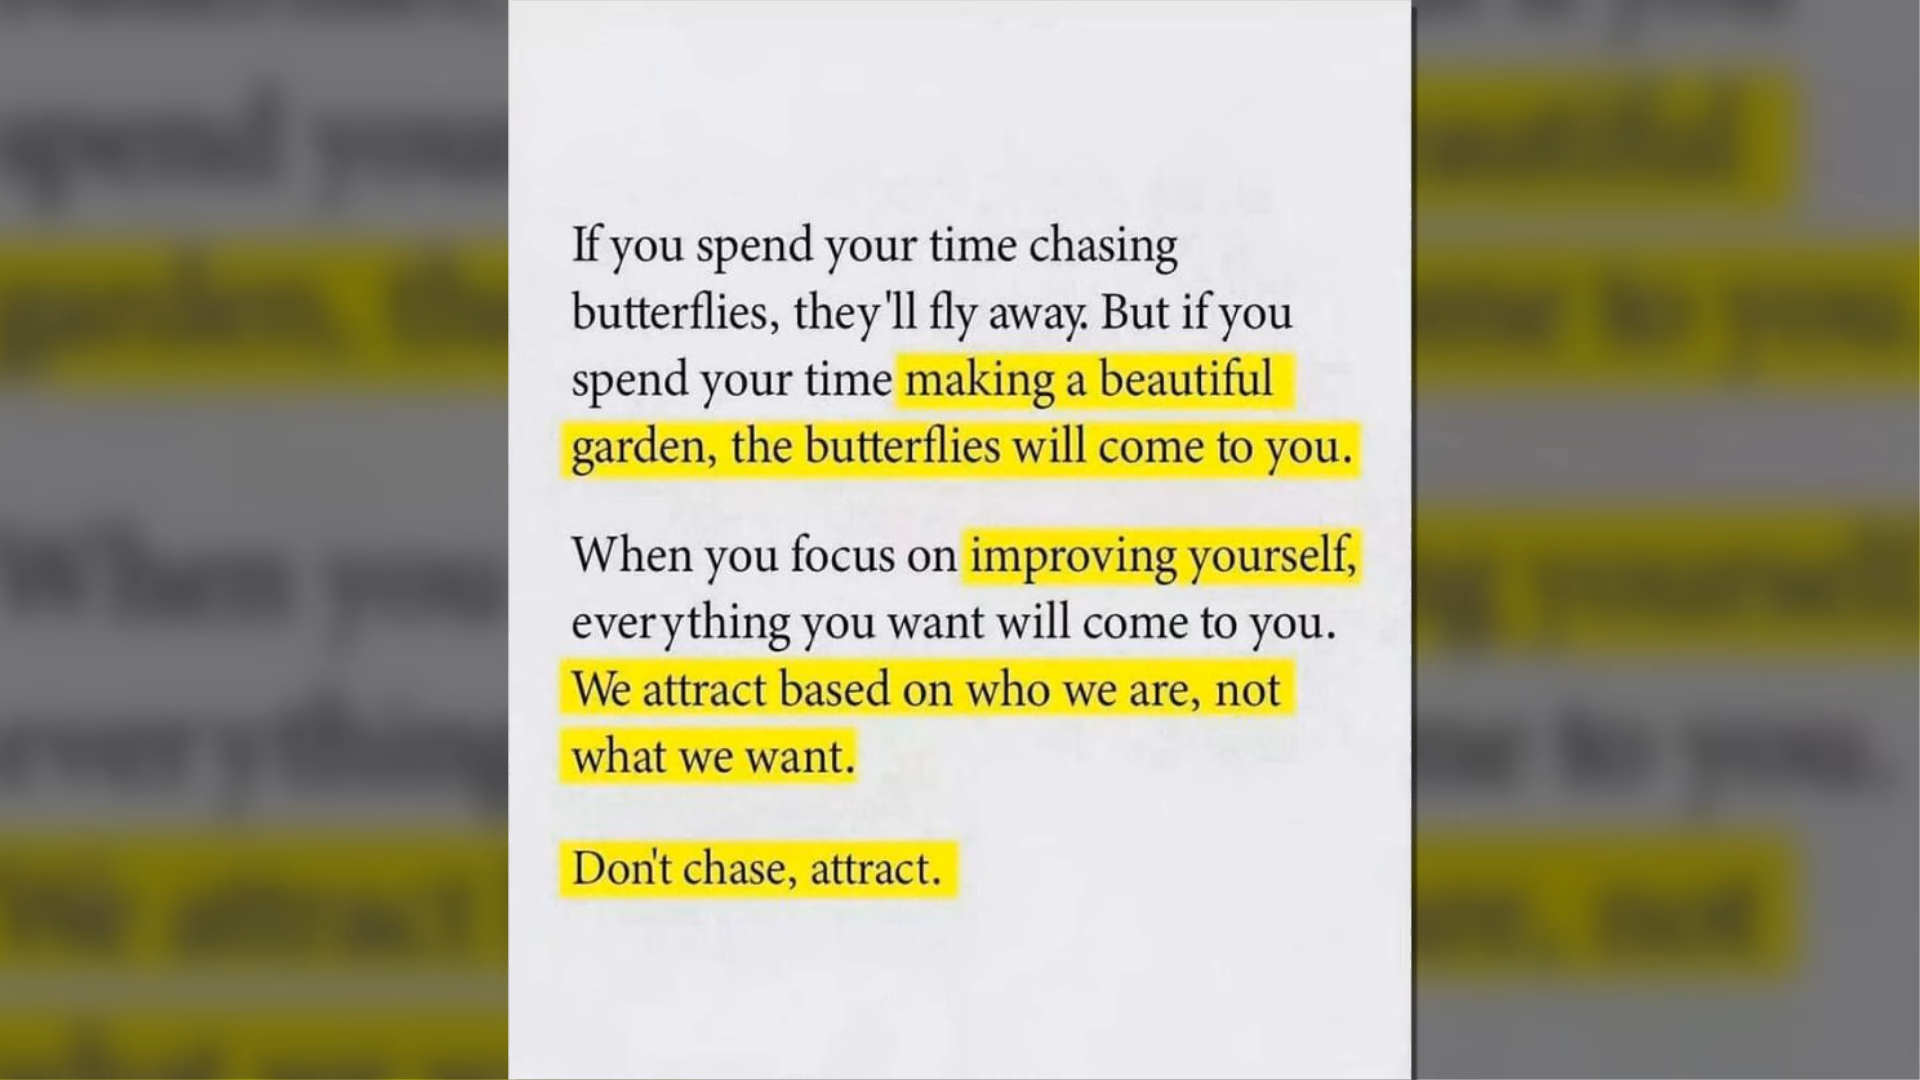 If you spend your time chasing
butterflies, they'll fly away. But if you
spend your time making a beautiful
garden, the butterflies will come to you.
When you focus on improving yourself,
everything you want will come to you.
We attract based on who we are, not
what we want.
Don't chase, attract.